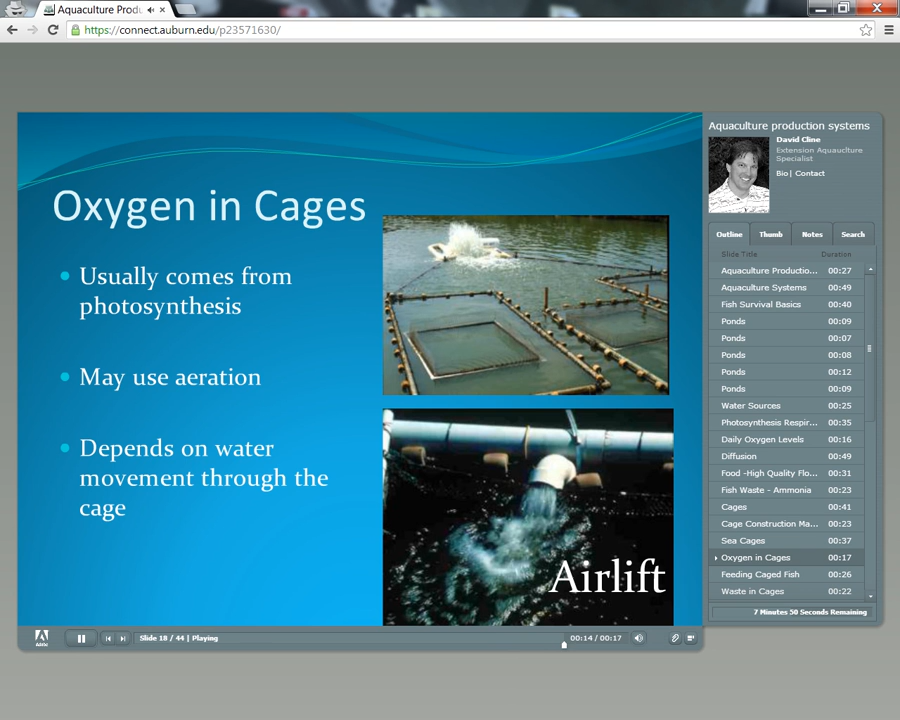 Aquaculture Produ
https://connect.auburn.edu/p23571630/
Oxygen in Cages
Usually comes from
photosynthesis
May use aeration
Depends on water
movement through the
cage
Airlift
Adobe
Slide 18 / 44 | Playing
00:14 / 00:17
Aquaculture production systems
David Cline
Extension Aquauclture
Specialist
Bio | Contact
Outline Thumb Notes Search
Slide Title Duration
Aquaculture Productio... 00:27
Aquaculture Systems 00:49
Fish Survival Basics 00:40
Ponds 00:09
Ponds 00:07
Ponds 00:08
Ponds 00:12
Ponds 00:09
Water Sources 00:25
Photosynthesis Respir... 00:35
Daily Oxygen Levels 00:16
Diffusion 00:49
Food -High Quality Flo... 00:31
Fish Waste - Ammonia 00:23
Cages 00:41
Cage Construction Ma... 00:23
Sea Cages 00:37
Oxygen in Cages 00:17
Feeding Caged Fish 00:26
Waste in Cages 00:22
7 Minutes 50 Seconds Remaining